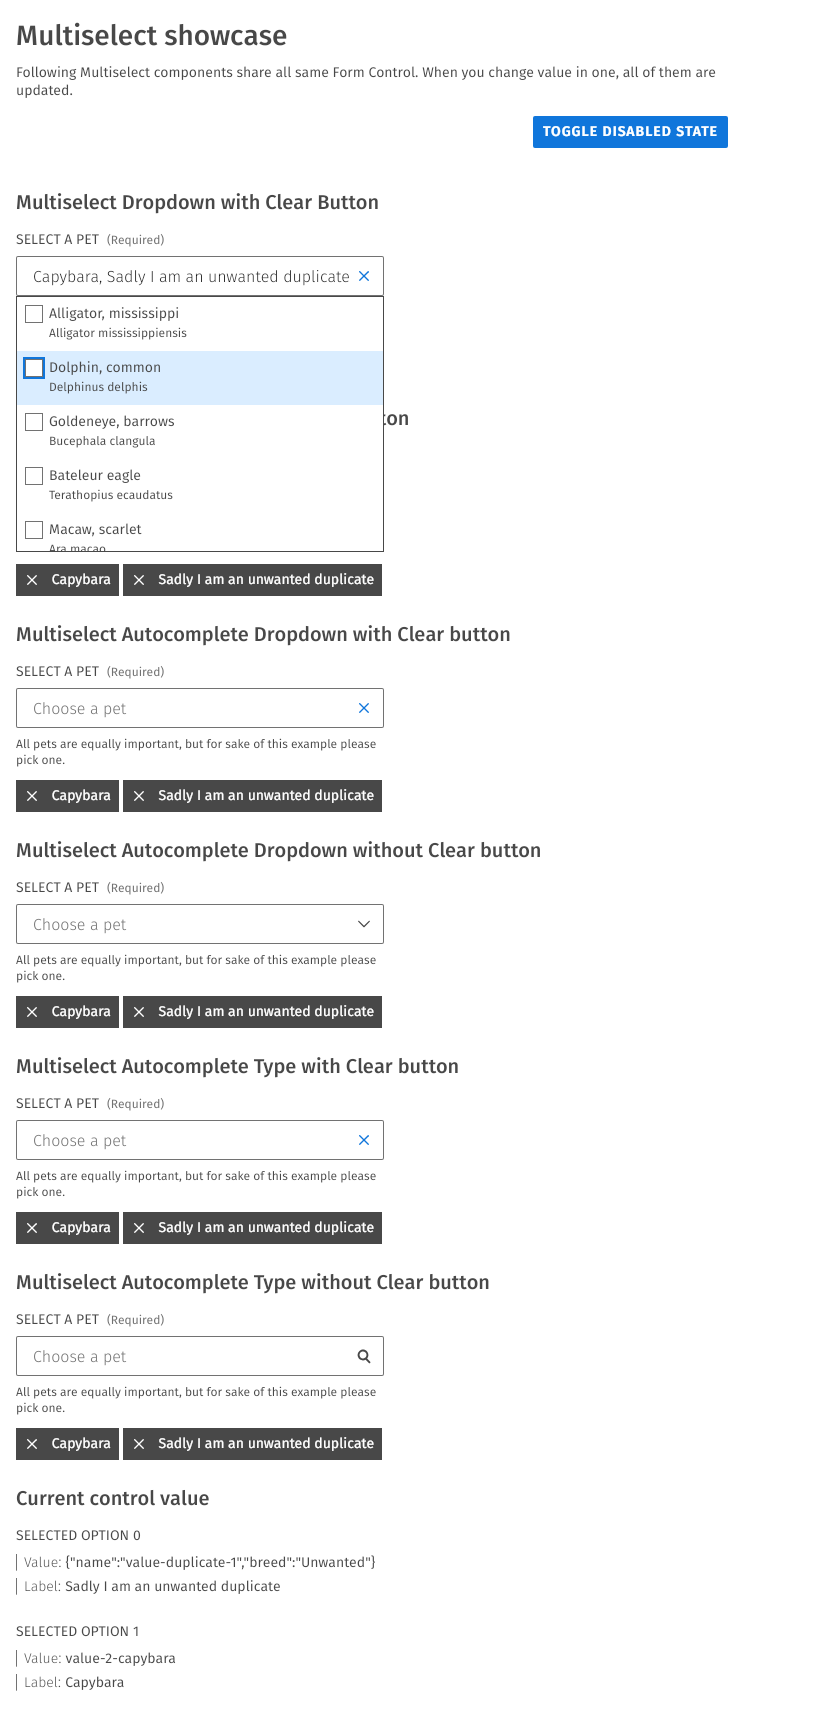 Multiselect showcase
Following Multiselect components share all same Form Control. When you change value in one, all of them are
updated.
TOGGLE DISABLED STATE
Multiselect Dropdown with Clear Button
SELECT A PET (Required)
Capybara, Sadly I am an unwanted duplicate
Alligator, mississippi
Alligator mississippiensis
Dolphin, common
Delphinus delphis
Goldeneye, barrows
Bucephala clangula
Bateleur eagle
Terathopius ecaudatus
Macaw, scarlet
Ara macao
Capybara
Sadly I am an unwanted duplicate
Multiselect Autocomplete Dropdown with Clear button
SELECT A PET (Required)
Choose a pet
All pets are equally important, but for sake of this example please
pick one.
Capybara
Sadly I am an unwanted duplicate
Multiselect Autocomplete Dropdown without Clear button
SELECT A PET (Required)
Choose a pet
All pets are equally important, but for sake of this example please
pick one.
Capybara
Sadly I am an unwanted duplicate
Multiselect Autocomplete Type with Clear button
SELECT A PET (Required)
Choose a pet
All pets are equally important, but for sake of this example please
pick one.
Capybara
Sadly I am an unwanted duplicate
Multiselect Autocomplete Type without Clear button
SELECT A PET (Required)
Choose a pet
All pets are equally important, but for sake of this example please
pick one.
Capybara
Sadly I am an unwanted duplicate
Current control value
SELECTED OPTION 0
Value: {"name":"value-duplicate-1","breed":"Unwanted"}
Label: Sadly I am an unwanted duplicate
SELECTED OPTION 1
Value: value-2-capybara
Label: Capybara